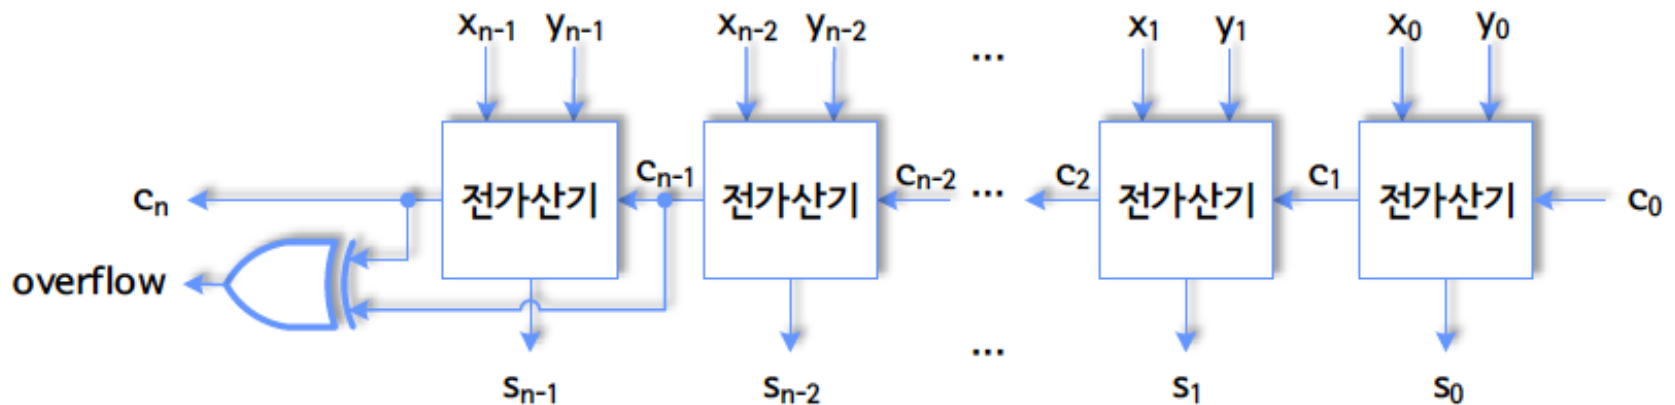 xn-1 yn-1 xn-2 yn-2 ... x1 y1 x0 y0
cn 전가산기 cn-1 전가산기 cn-2 ... c2 전가산기 c1 전가산기 c0
overflow
sn-1 sn-2 ... s1 s0